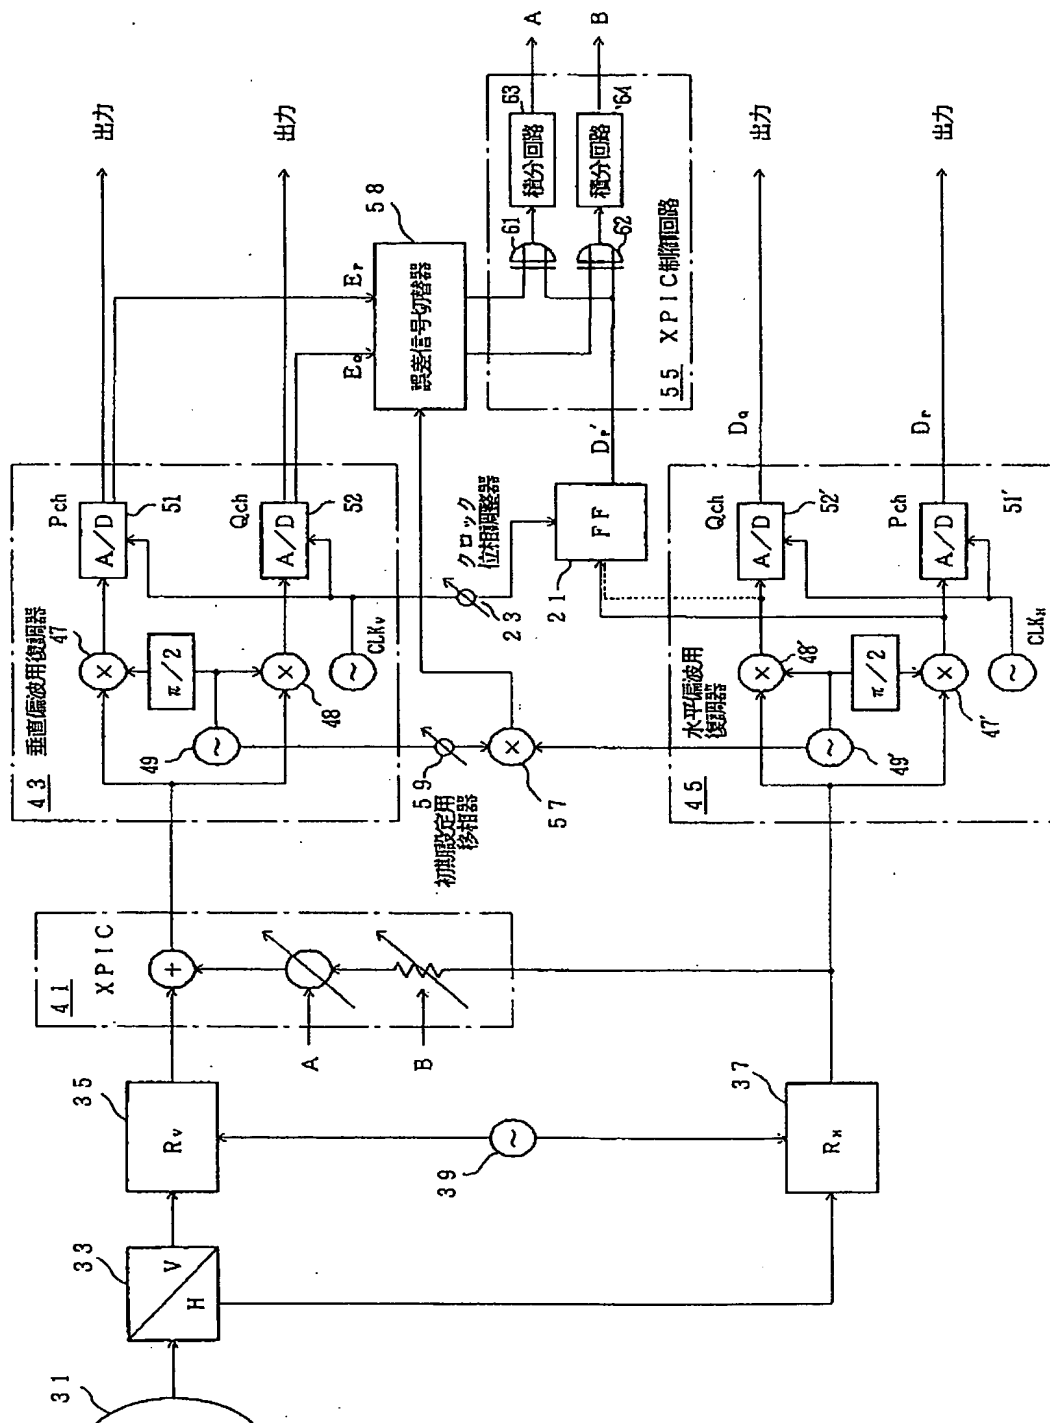 31
33
V
H
35
Rv
37
RH
39
41
XPIC
A
B
43
垂直偏波用復調器
47
π/2
48
49
CLKv
Pch
A/D
51
Qch
A/D
52
出力
出力
Ep
EQ
58
誤差信号切替器
初期設定用
移相器
59
57
クロック
位相調整器
23
FF
21
Dr'
55
XPIC制御回路
61
62
積分回路
63
積分回路
64
A
B
45
水平偏波用
復調器
48'
π/2
47'
49'
CLKH
Qch
A/D
52'
Pch
A/D
51'
DQ
Dr
出力
出力